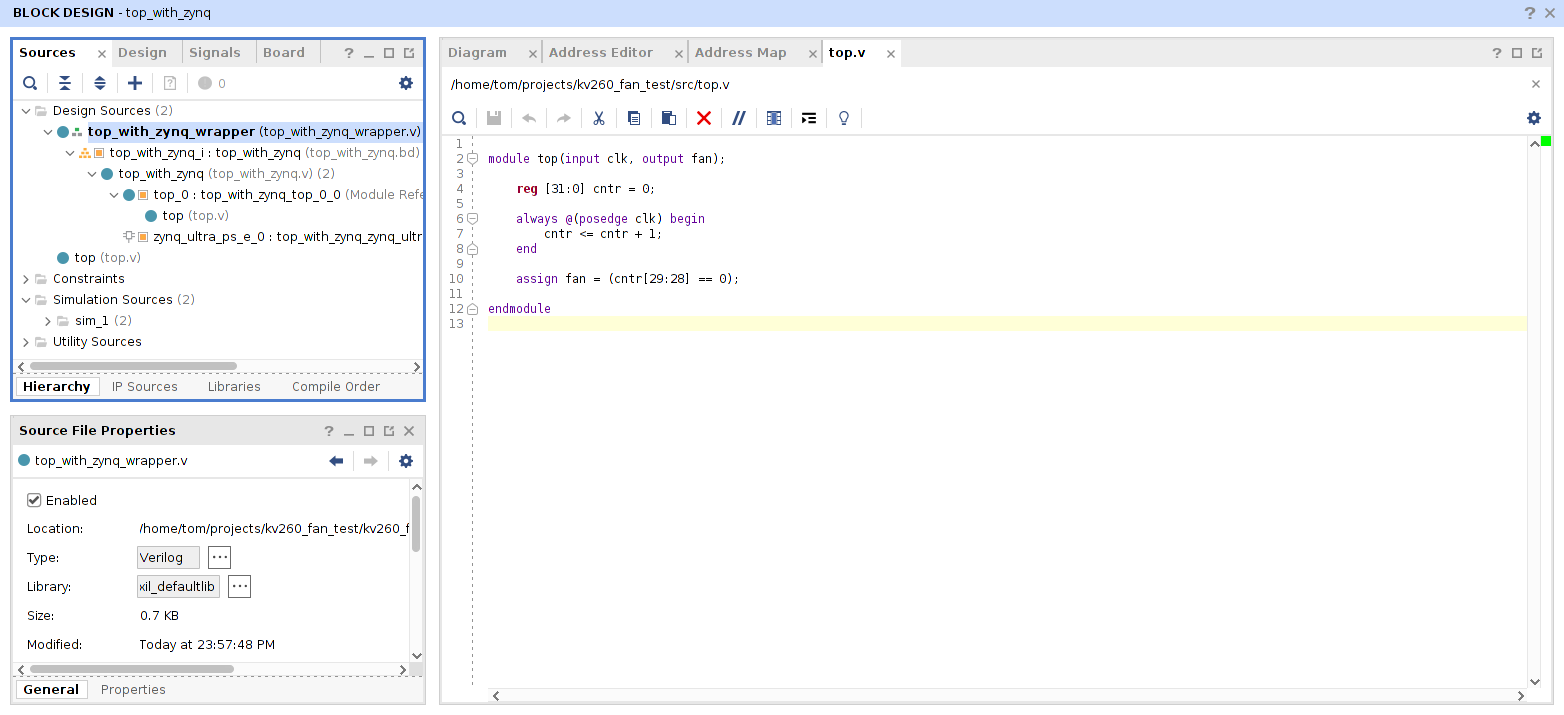 BLOCK DESIGN - top_with_zynq
Sources
Design
Signals
Board
0
Design Sources (2)
top_with_zynq_wrapper (top_with_zynq_wrapper.v)
top_with_zynq_i : top_with_zynq (top_with_zynq.bd)
top_with_zynq (top_with_zynq.v) (2)
top_0 : top_with_zynq_top_0_0 (Module Refe
top (top.v)
zynq_ultra_ps_e_0 : top_with_zynq_zynq_ultr
top (top.v)
Constraints
Simulation Sources (2)
sim_1 (2)
Utility Sources
Hierarchy
IP Sources
Libraries
Compile Order
Source File Properties
top_with_zynq_wrapper.v
Enabled
Location: /home/tom/projects/kv260_fan_test/kv260_f
Type: Verilog ...
Library: xil_defaultlib ...
Size: 0.7 KB
Modified: Today at 23:57:48 PM
General
Properties
Diagram
Address Editor
Address Map
top.v
/home/tom/projects/kv260_fan_test/src/top.v
1
2 module top(input clk, output fan);
3
4 reg [31:0] cntr = 0;
5
6 always @(posedge clk) begin
7 cntr <= cntr + 1;
8 end
9
10 assign fan = (cntr[29:28] == 0);
11
12 endmodule
13